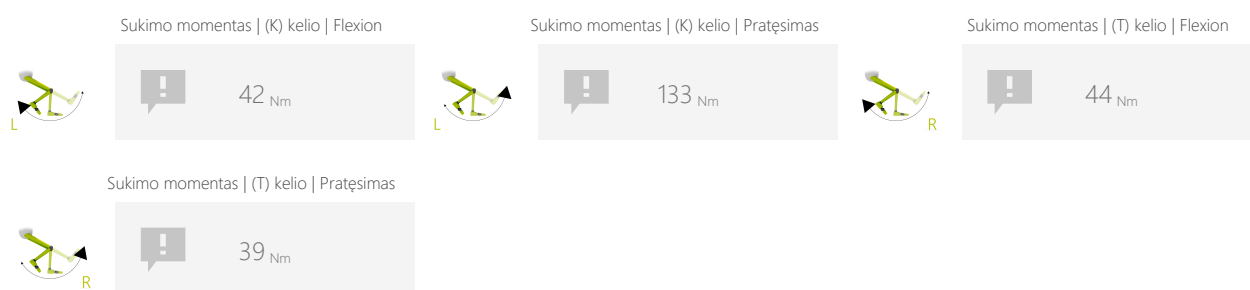 Sukimo momentas | (K) kelio | Flexion
Sukimo momentas | (K) kelio | Pratęsimas
Sukimo momentas | (T) kelio | Flexion
L
42 Nm
L
133 Nm
R
44 Nm
Sukimo momentas | (T) kelio | Pratęsimas
R
39 Nm